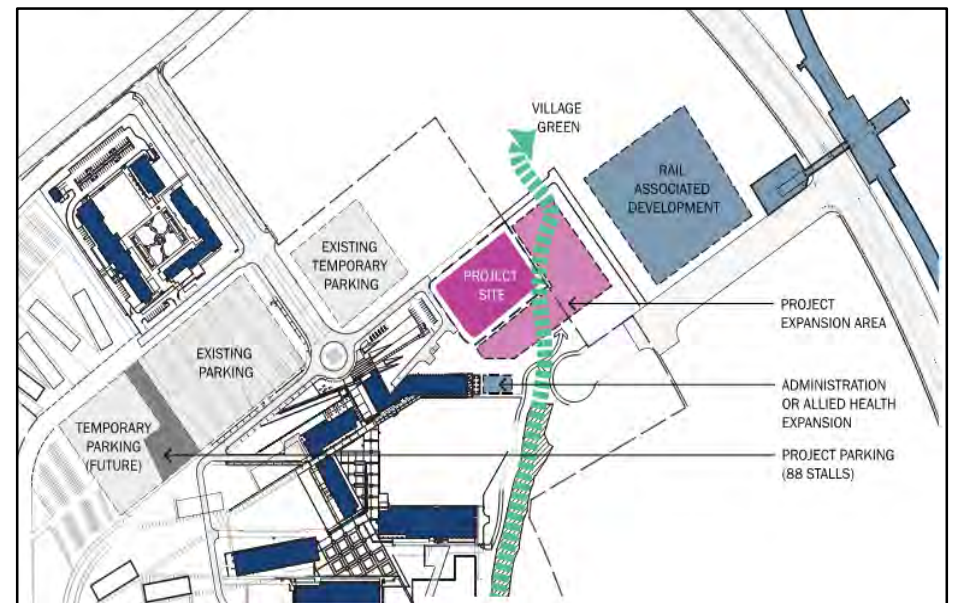 VILLAGE
GREEN
RAIL
ASSOCIATED
DEVELOPMENT
EXISTING
TEMPORARY
PARKING
PROJECT
SITE
PROJECT
EXPANSION AREA
EXISTING
PARKING
ADMINISTRATION
OR ALLIED HEALTH
EXPANSION
TEMPORARY
PARKING
(FUTURE)
PROJECT PARKING
(88 STALLS)